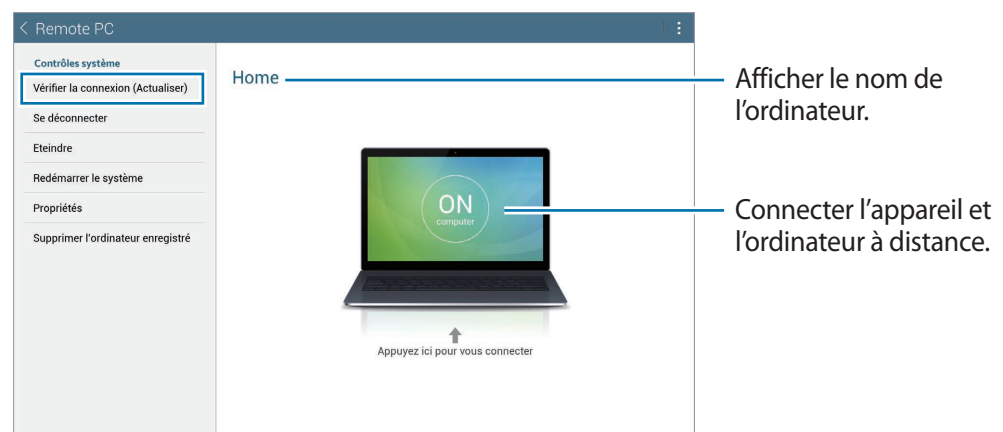 Remote PC
Contrôles système
Vérifier la connexion (Actualiser)
Se déconnecter
Eteindre
Redémarrer le système
Propriétés
Supprimer l'ordinateur enregistré
Home
ON
computer
Appuyez ici pour vous connecter
Afficher le nom de
l’ordinateur.
Connecter l’appareil et
l’ordinateur à distance.